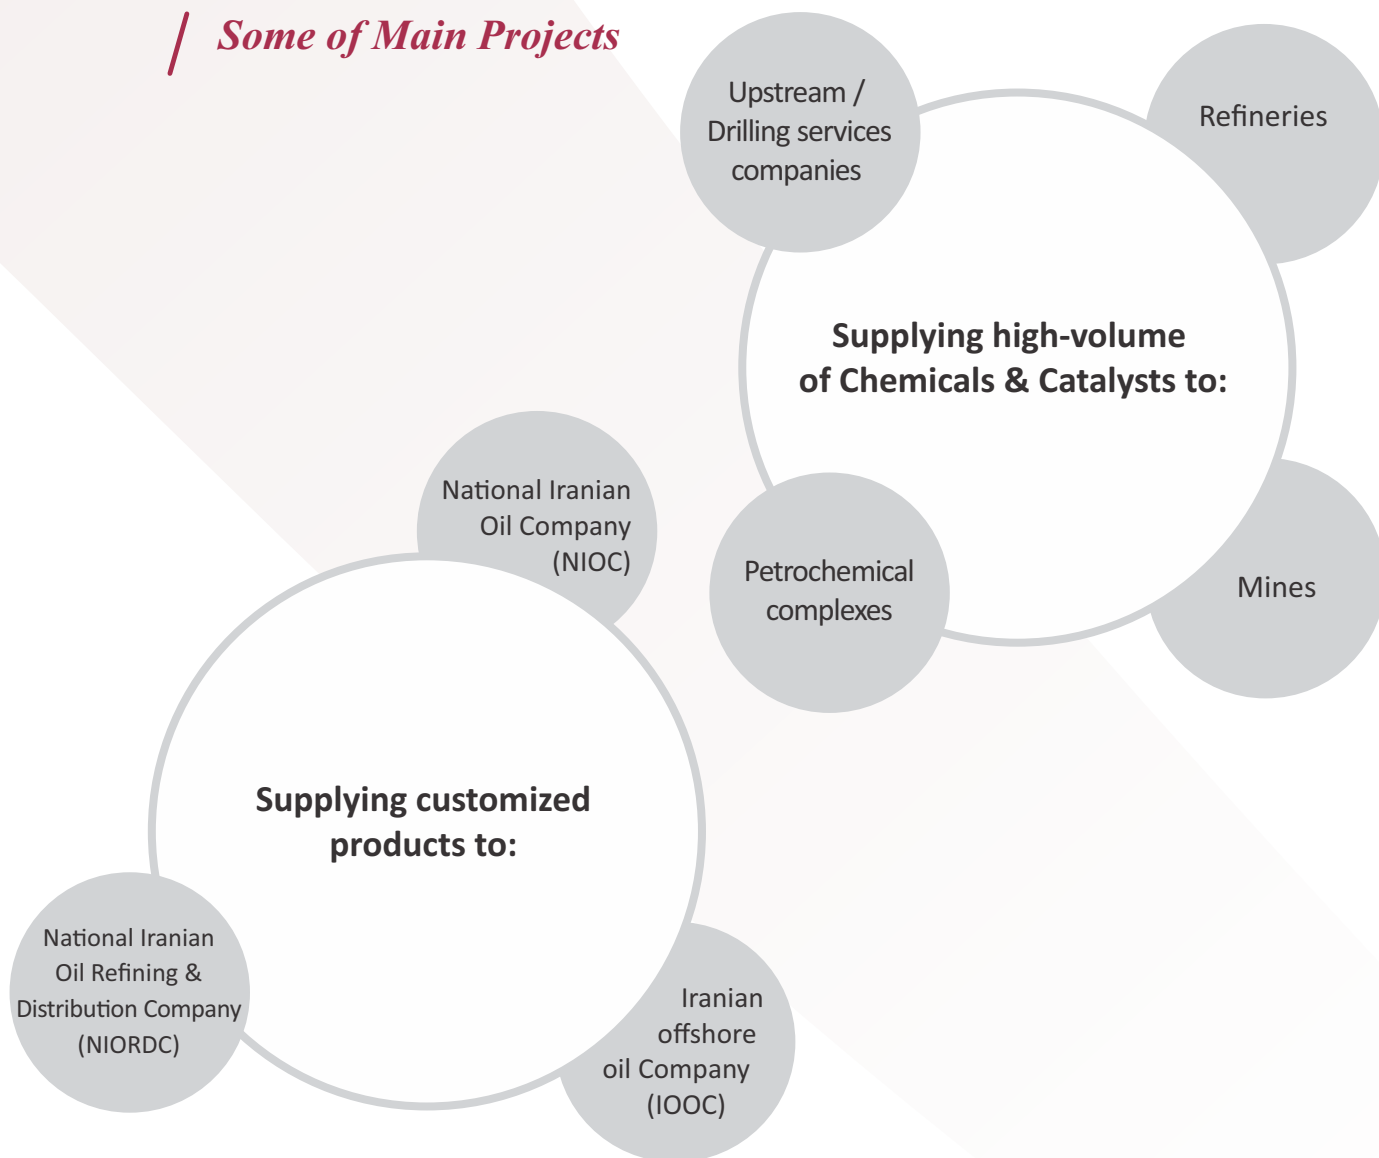 Some of Main Projects
Upstream /
Drilling services
companies
Refineries
Supplying high-volume
of Chemicals & Catalysts to:
Petrochemical
complexes
Mines
National Iranian
Oil Company
(NIOC)
Supplying customized
products to:
National Iranian
Oil Refining &
Distribution Company
(NIORDC)
Iranian
offshore
oil Company
(IOOC)